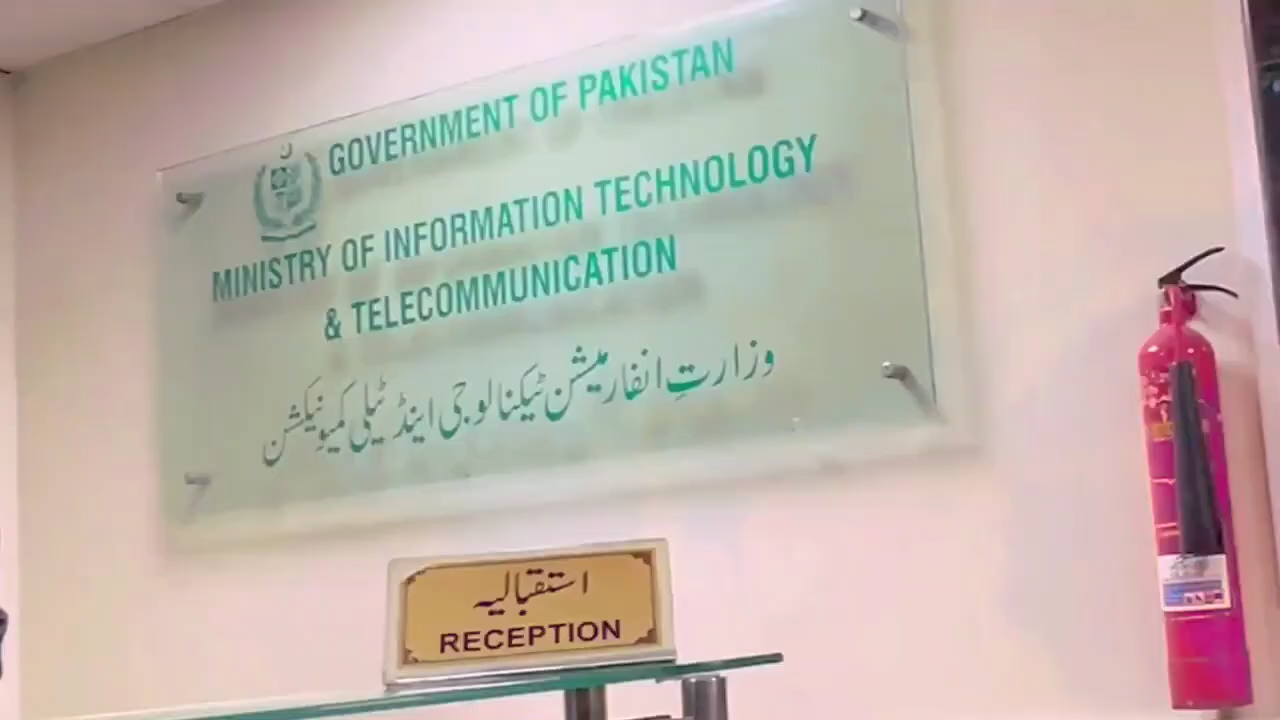 GOVERNMENT OF PAKISTAN
MINISTRY OF INFORMATION TECHNOLOGY
& TELECOMMUNICATION
وزارتِ انفارمیشن ٹیکنالوجی اینڈ ٹیلی کمیونیکیشن
استقبالیہ
RECEPTION